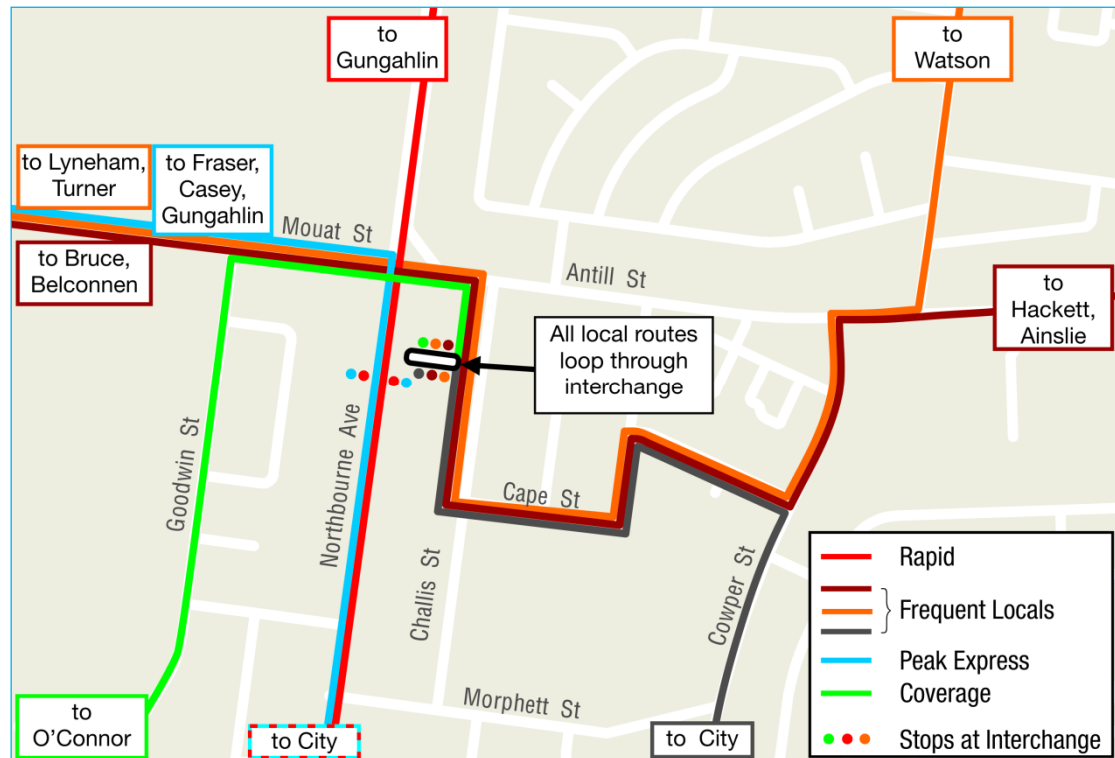 to
Gungahlin
to
Watson
to Lyneham,
Turner
to Fraser,
Casey,
Gungahlin
Mouat St
to Bruce,
Belconnen
Antill St
to
Hackett,
Ainslie
All local routes
loop through
interchange
Goodwin St
Northbourne Ave
Cape St
Challis St
Cowper St
Morphett St
to
O'Connor
to City
to City
Rapid
Frequent Locals
Peak Express
Coverage
Stops at Interchange